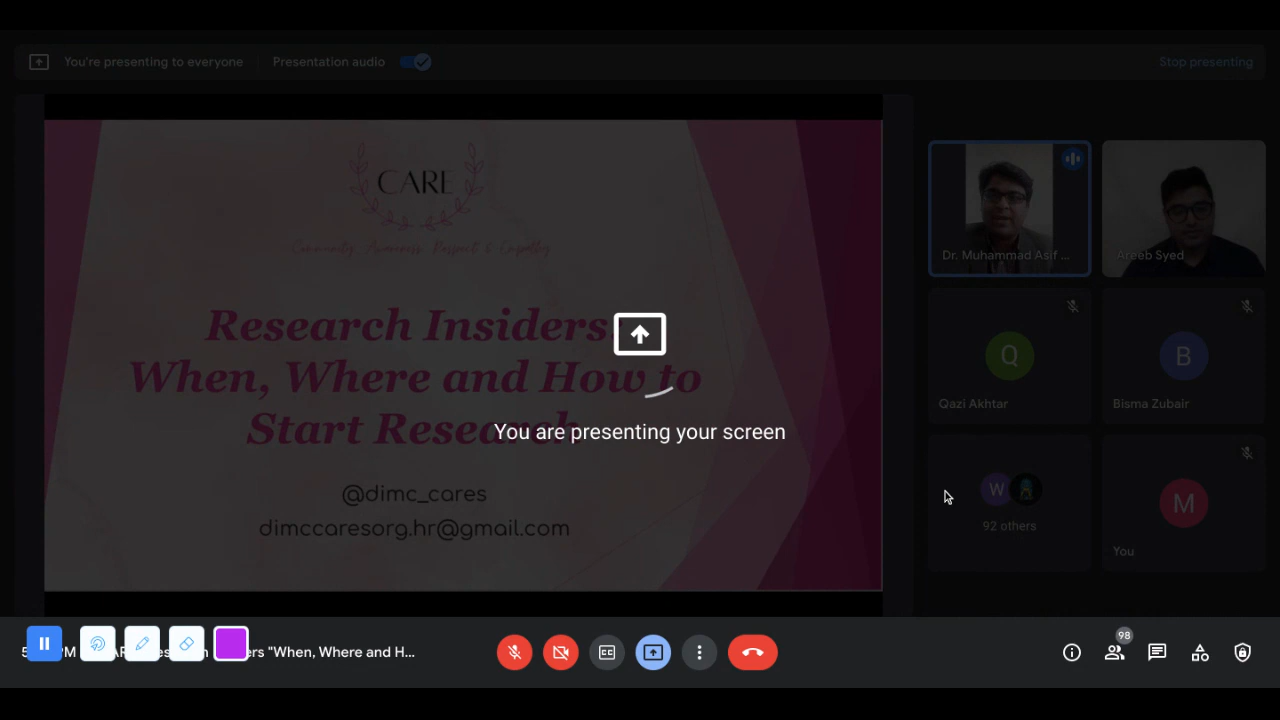 You're presenting to everyone
Presentation audio
Stop presenting
CARE
Community Awareness Respect & Empathy
Research Insiders:
When, Where and How to
Start Research
You are presenting your screen
@dimc_cares
dimccaresorg.hr@gmail.com
Dr. Muhammad Asif ...
Areeb Syed
Q
Qazi Akhtar
B
Bisma Zubair
W
92 others
M
You
"When, Where and H...
98